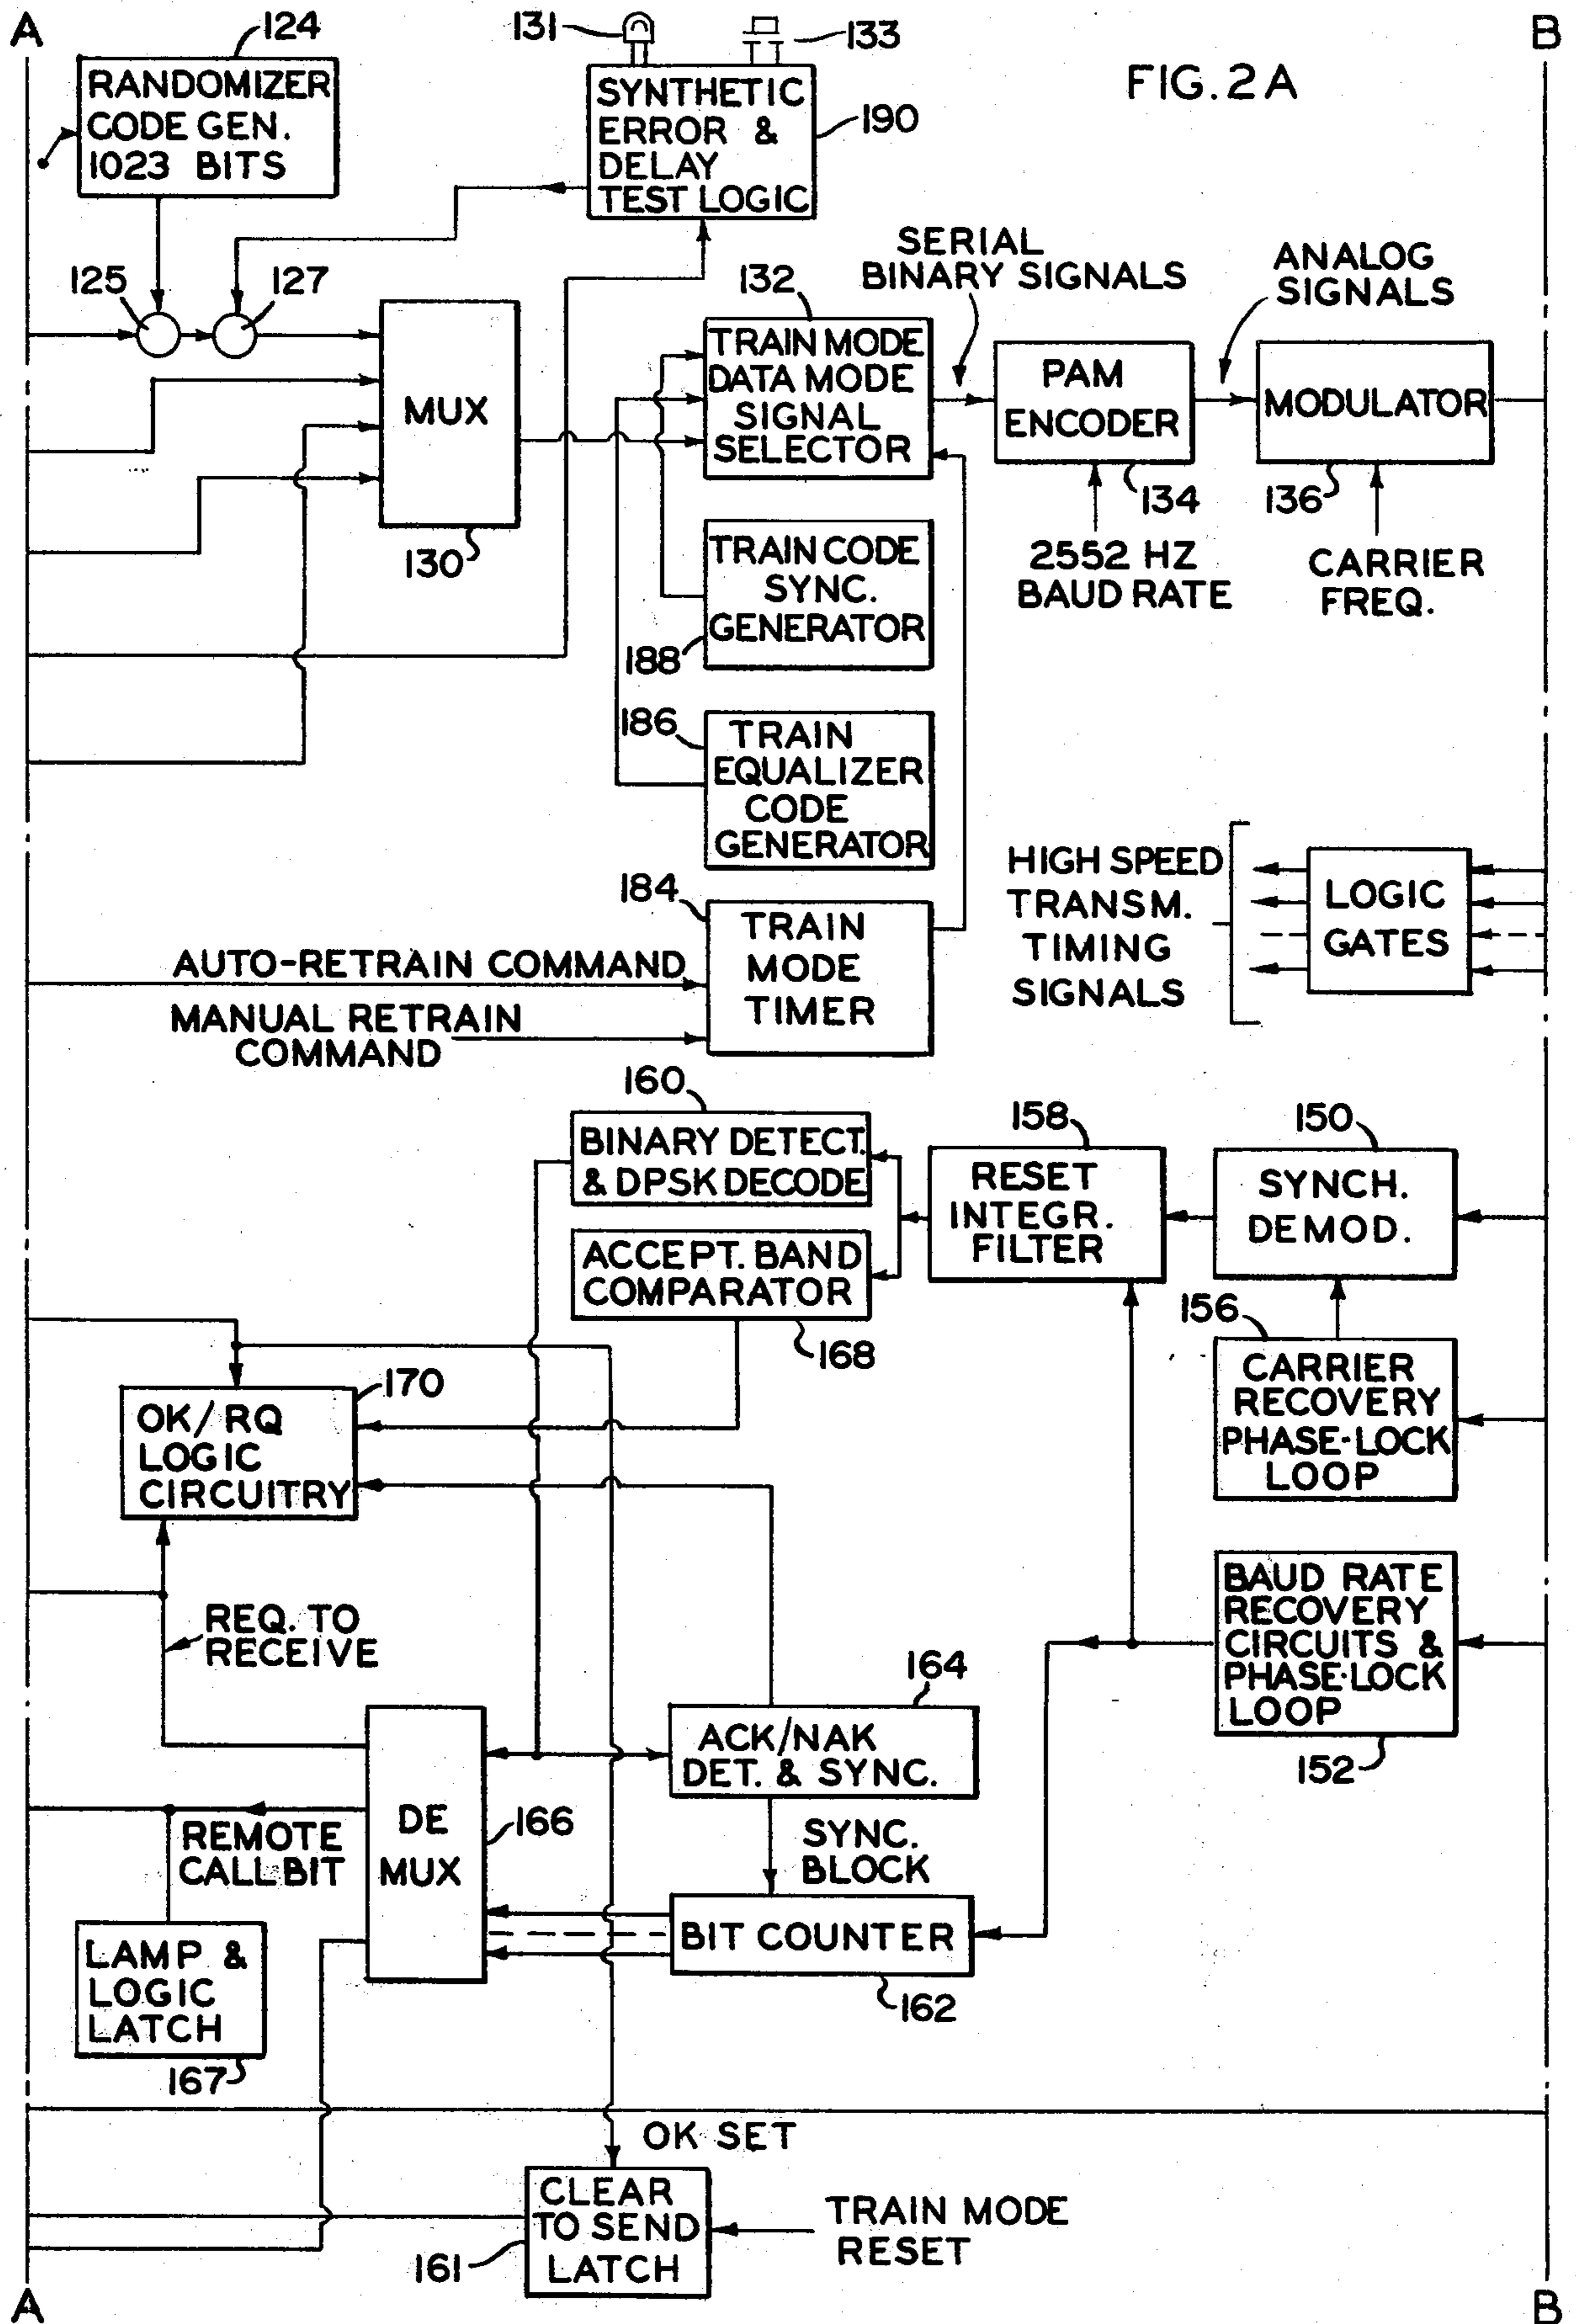 A
B
FIG. 2A
124
RANDOMIZER
CODE GEN.
1023 BITS
131
133
SYNTHETIC
ERROR &
DELAY
TEST LOGIC
190
125
127
MUX
130
132
TRAIN MODE
DATA MODE
SIGNAL
SELECTOR
SERIAL
BINARY SIGNALS
PAM
ENCODER
134
2552 HZ
BAUD RATE
ANALOG
SIGNALS
MODULATOR
136
CARRIER
FREQ.
TRAIN CODE
SYNC.
GENERATOR
188
186
TRAIN
EQUALIZER
CODE
GENERATOR
184
TRAIN
MODE
TIMER
AUTO-RETRAIN COMMAND
MANUAL RETRAIN
COMMAND
HIGH SPEED
TRANSM.
TIMING
SIGNALS
LOGIC
GATES
160
BINARY DETECT.
& DPSK DECODE
ACCEPT. BAND
COMPARATOR
168
158
RESET
INTEGR.
FILTER
150
SYNCH.
DEMOD.
156
CARRIER
RECOVERY
PHASE-LOCK
LOOP
170
OK/RQ
LOGIC
CIRCUITRY
BAUD RATE
RECOVERY
CIRCUITS &
PHASE-LOCK
LOOP
152
REQ. TO
RECEIVE
164
ACK/NAK
DET. & SYNC.
SYNC.
BLOCK
DE
MUX
166
REMOTE
CALL BIT
BIT COUNTER
162
LAMP &
LOGIC
LATCH
167
OK SET
CLEAR
TO SEND
LATCH
161
TRAIN MODE
RESET
A
B